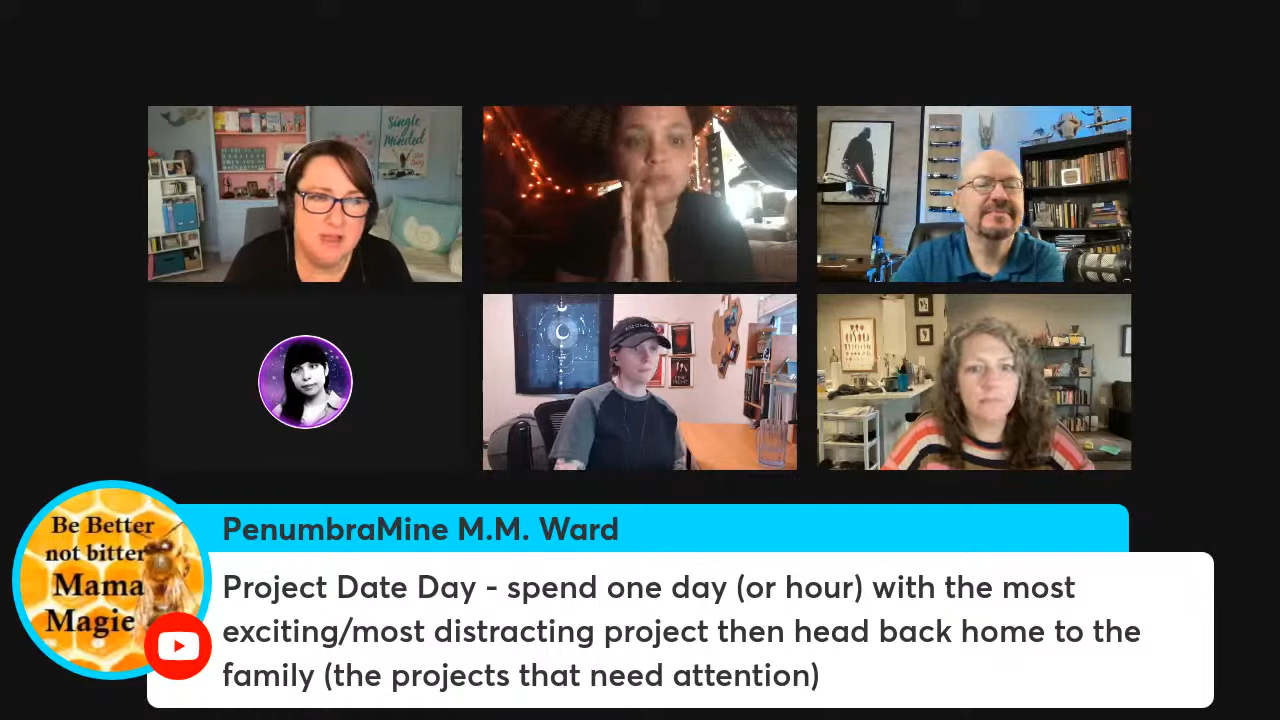 Single
Minded
Be Better
not bitter
Mama
Magie
PenumbraMine M.M. Ward
Project Date Day - spend one day (or hour) with the most
exciting/most distracting project then head back home to the
family (the projects that need attention)